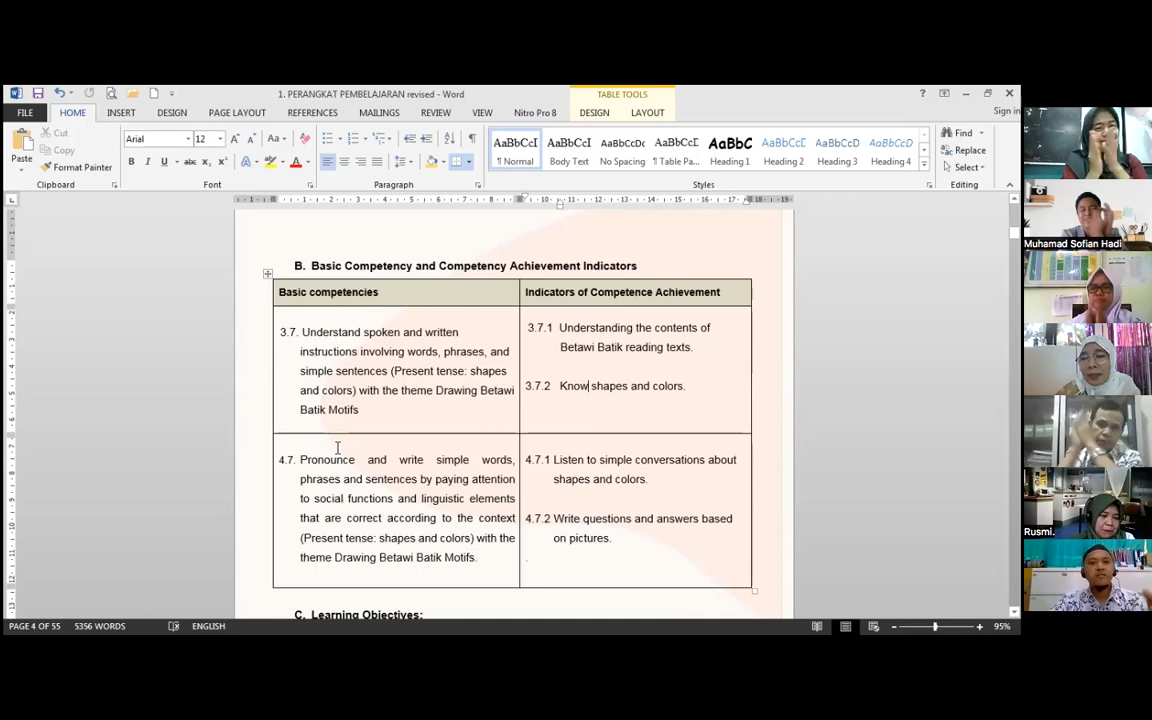 1. PERANGKAT PEMBELAJARAN revised - Word
TABLE TOOLS
Sign in
FILE HOME INSERT DESIGN PAGE LAYOUT REFERENCES MAILINGS REVIEW VIEW Nitro Pro 8 DESIGN LAYOUT
Cut
Copy
Format Painter
Paste
Clipboard
Arial 12
Font
Paragraph
AaBbCcI AaBbCcI AaBbCcDc AaBbCcDc AaBbCc AaBbCcI AaBbCcD AaBbCcI
¶ Normal Body Text No Spacing ¶ Table Pa... Heading 1 Heading 2 Heading 3 Heading 4
Styles
Find
Replace
Select
Editing
B. Basic Competency and Competency Achievement Indicators
Basic competencies
Indicators of Competence Achievement
3.7. Understand spoken and written
instructions involving words, phrases, and
simple sentences (Present tense: shapes
and colors) with the theme Drawing Betawi
Batik Motifs
3.7.1 Understanding the contents of
Betawi Batik reading texts.
3.7.2 Know shapes and colors.
4.7. Pronounce and write simple words,
phrases and sentences by paying attention
to social functions and linguistic elements
that are correct according to the context
(Present tense: shapes and colors) with the
theme Drawing Betawi Batik Motifs.
4.7.1 Listen to simple conversations about
shapes and colors.
4.7.2 Write questions and answers based
on pictures.
.
C. Learning Objectives:
PAGE 4 OF 55 5356 WORDS ENGLISH 95%
Muhamad Sofian Hadi
Rusmi.